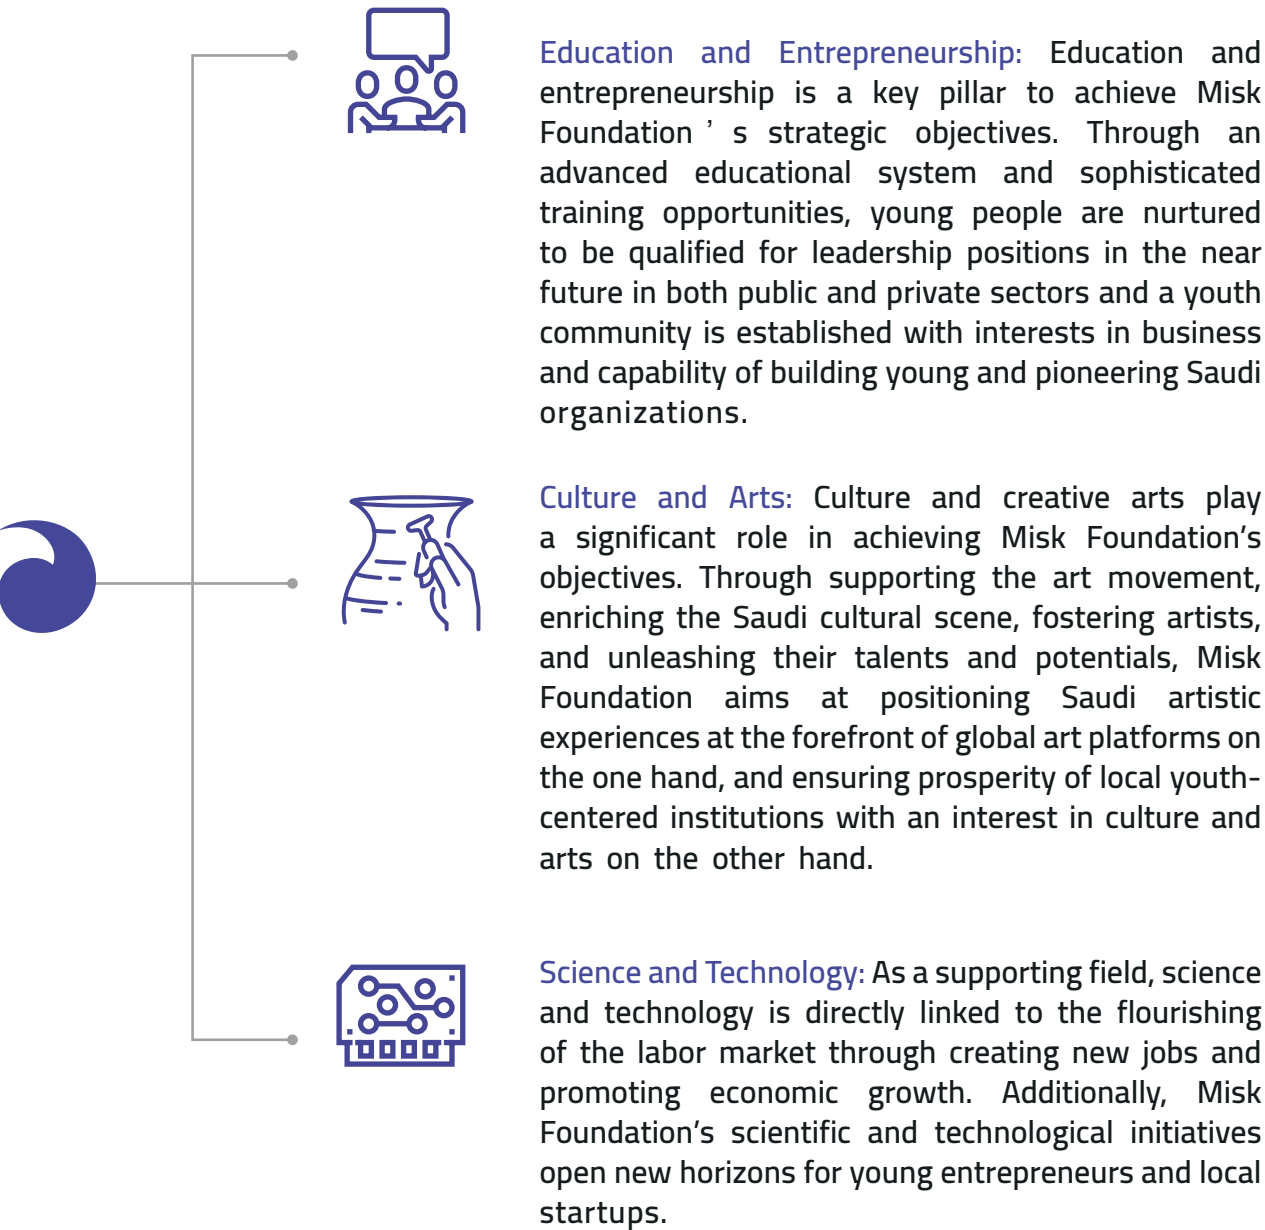 Education and Entrepreneurship: Education and
entrepreneurship is a key pillar to achieve Misk
Foundation ’ s strategic objectives. Through an
advanced educational system and sophisticated
training opportunities, young people are nurtured
to be qualified for leadership positions in the near
future in both public and private sectors and a youth
community is established with interests in business
and capability of building young and pioneering Saudi
organizations.
Culture and Arts: Culture and creative arts play
a significant role in achieving Misk Foundation’s
objectives. Through supporting the art movement,
enriching the Saudi cultural scene, fostering artists,
and unleashing their talents and potentials, Misk
Foundation aims at positioning Saudi artistic
experiences at the forefront of global art platforms on
the one hand, and ensuring prosperity of local youth-
centered institutions with an interest in culture and
arts on the other hand.
Science and Technology: As a supporting field, science
and technology is directly linked to the flourishing
of the labor market through creating new jobs and
promoting economic growth. Additionally, Misk
Foundation’s scientific and technological initiatives
open new horizons for young entrepreneurs and local
startups.